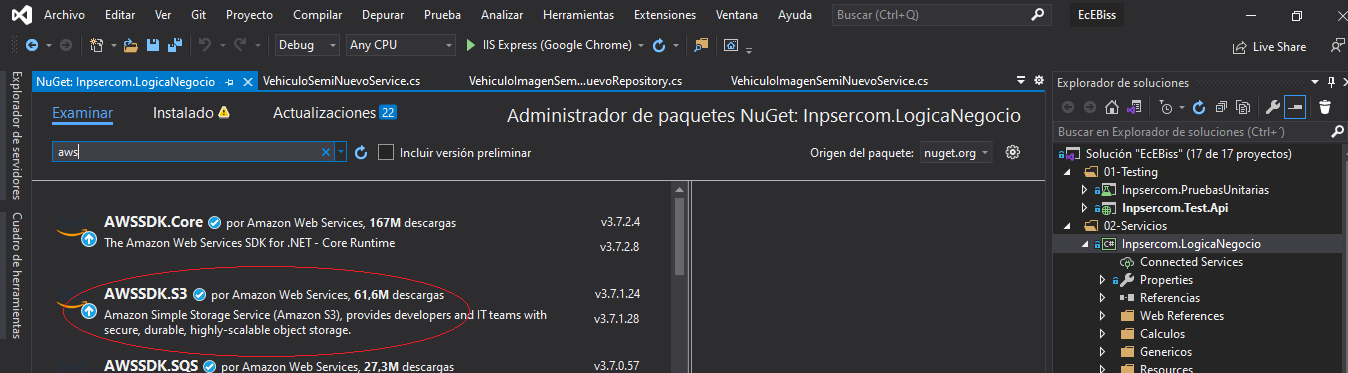 Archivo Editar Ver Git Proyecto Compilar Depurar Prueba Analizar Herramientas Extensiones Ventana Ayuda Buscar (Ctrl+Q) EcEBiss
Debug Any CPU IIS Express (Google Chrome) Live Share
Explorador de servidores
Cuadro de herramientas
NuGet: Inpsercom.LogicaNegocio VehiculoSemiNuevoService.cs VehiculoImagenSem...uevoRepository.cs VehiculoImagenSemiNuevoService.cs
Examinar Instalado Actualizaciones 22
Administrador de paquetes NuGet: Inpsercom.LogicaNegocio
aws Incluir versión preliminar Origen del paquete: nuget.org
AWSSDK.Core por Amazon Web Services, 167M descargas v3.7.2.4
The Amazon Web Services SDK for .NET - Core Runtime v3.7.2.8
AWSSDK.S3 por Amazon Web Services, 61,6M descargas v3.7.1.24
Amazon Simple Storage Service (Amazon S3), provides developers and IT teams with v3.7.1.28
secure, durable, highly-scalable object storage.
AWSSDK.SQS por Amazon Web Services, 27,3M descargas v3.7.0.57
Explorador de soluciones
Buscar en Explorador de soluciones (Ctrl+´)
Solución "EcEBiss" (17 de 17 proyectos)
01-Testing
Inpsercom.PruebasUnitarias
Inpsercom.Test.Api
02-Servicios
C# Inpsercom.LogicaNegocio
Connected Services
Properties
Referencias
Web References
Calculos
Genericos
Resources